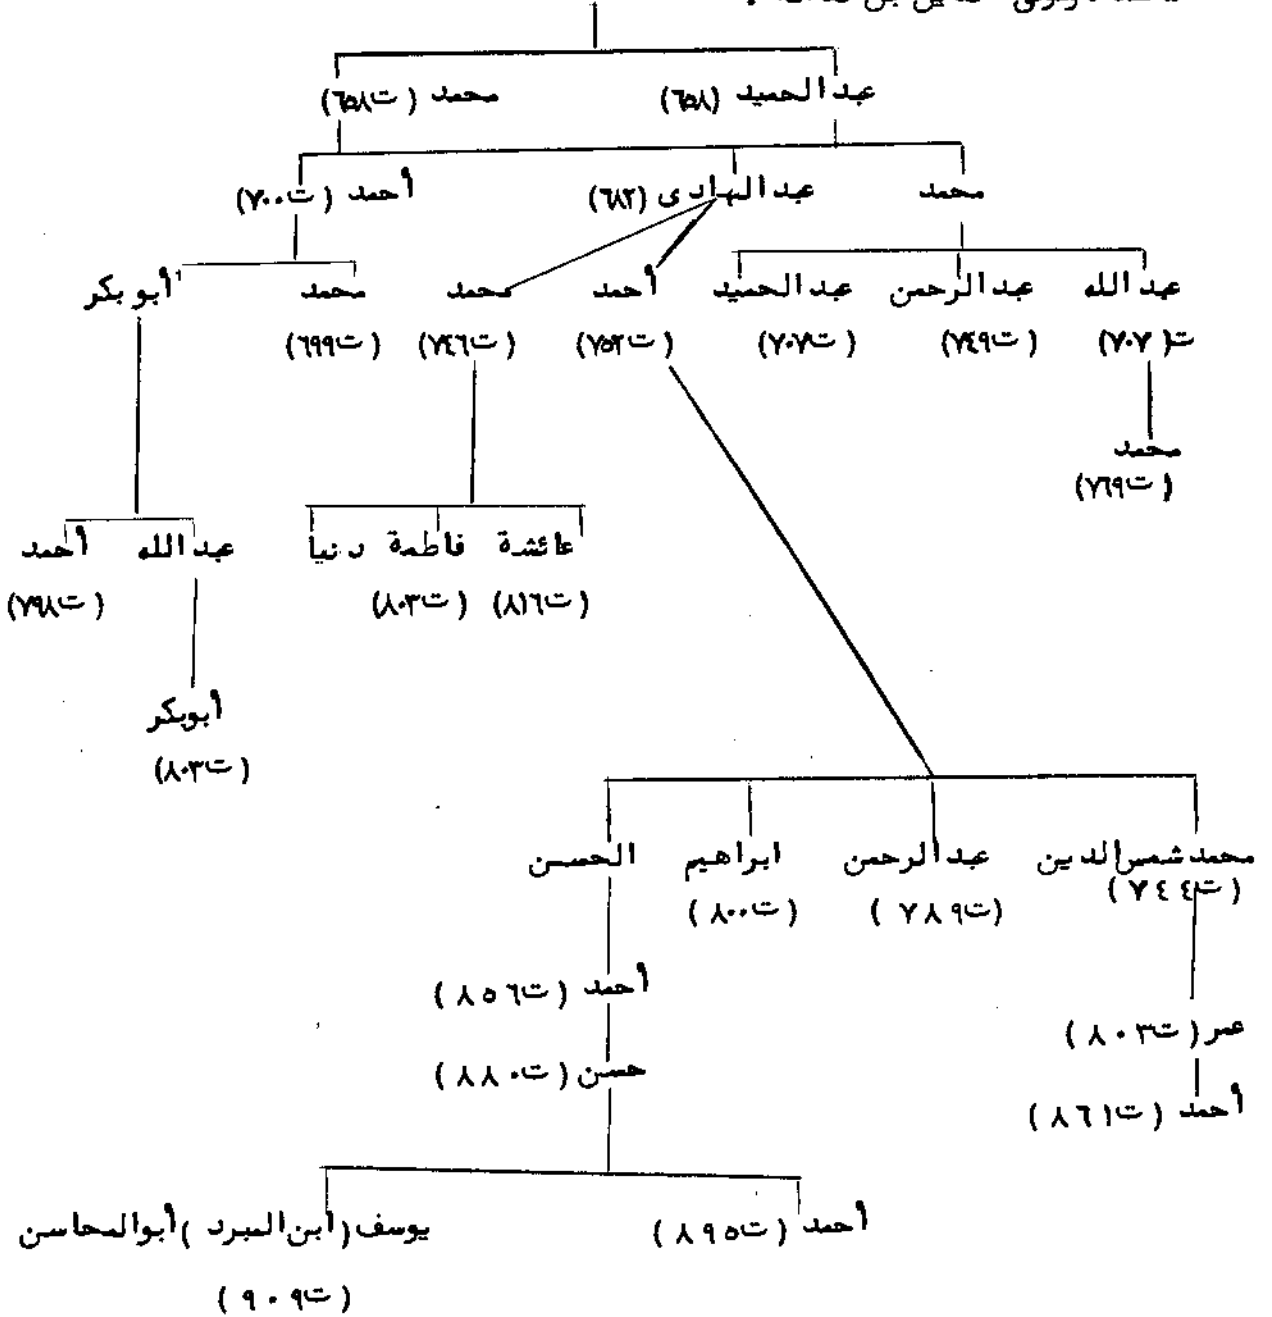 بن
عبد الحميد (٦٥٨) محمد (ت٦٥٨)
محمد عبد الهادى (٦٨٢) أحمد (ت٧٠٠)
عبد الله عبد الرحمن عبد الحميد أحمد محمد محمد أبو بكر
ت(٧٠٧) (ت٧٤٩) (ت٧٠٧) (ت٧٥٢) (ت٧٤٦) (ت٦٩٩)
محمد
(ت٧٦٩)
عائشة فاطمة دنيا عبد الله أحمد
(ت٨١٦) (ت٨٠٣) (ت٧٩٨)
أبو بكر
(ت٨٠٣)
محمد شمس الدين عبد الرحمن ابراهيم الحسن
(ت٧٤٤) (ت٧٨٩) (ت٨٠٠)
أحمد (ت٨٥٦)
عمر (ت٨٠٣)
حسن (ت٨٨٠)
أحمد (ت٨٦١)
أحمد (ت٨٩٥) يوسف (ابن المبرد) أبو المحاسن
(ت٩٠٩)